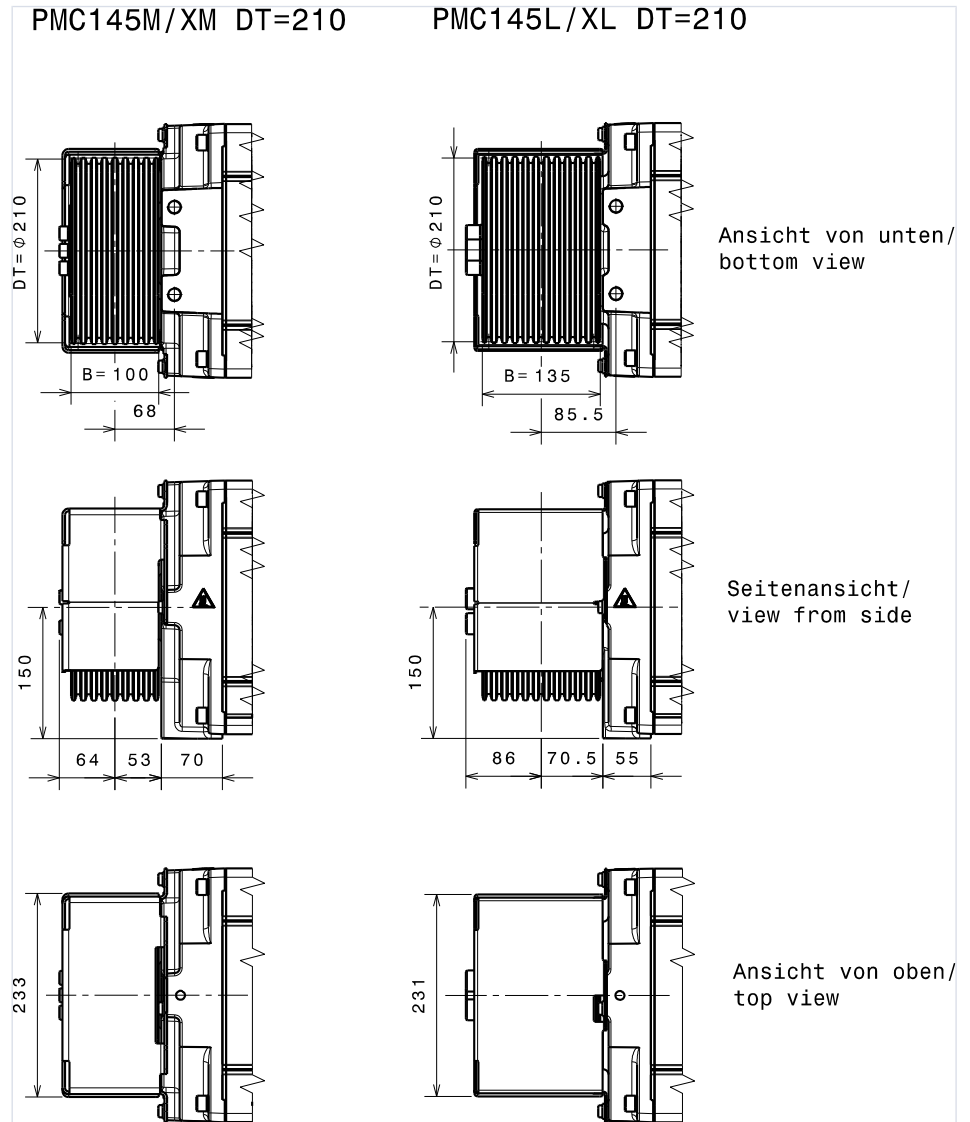 PMC145M/XM DT=210
PMC145L/XL DT=210
DT=Φ210
DT=Φ210
Ansicht von unten/
bottom view
B=100
68
B=135
85.5
Seitenansicht/
view from side
150
150
64
53
70
86
70.5
55
233
231
Ansicht von oben/
top view